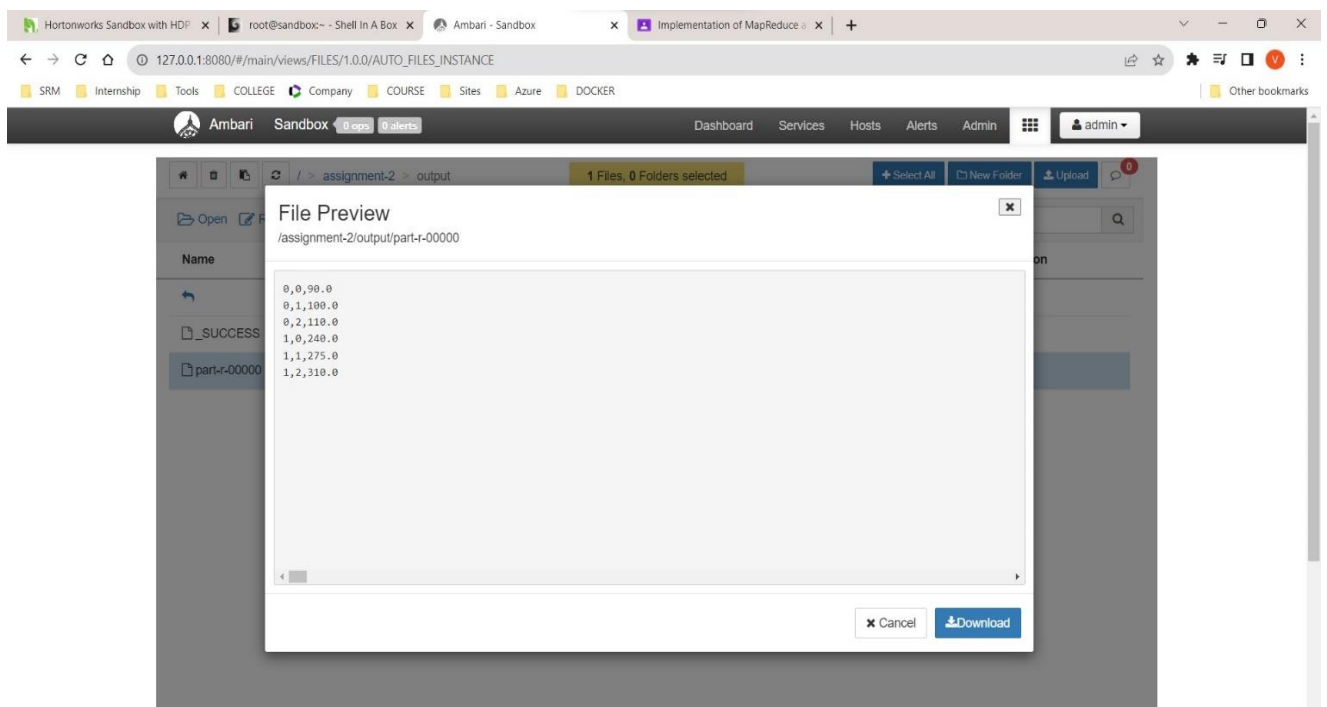 Hortonworks Sandbox with HDP
root@sandbox:~ - Shell In A Box
Ambari - Sandbox
Implementation of MapReduce a
127.0.0.1:8080/#/main/views/FILES/1.0.0/AUTO_FILES_INSTANCE
V
SRM Internship Tools COLLEGE Company COURSE Sites Azure DOCKER Other bookmarks
Ambari Sandbox 0 ops 0 alerts Dashboard Services Hosts Alerts Admin admin
/ > assignment-2 > output 1 Files, 0 Folders selected + Select All New Folder Upload 0
Open
File Preview
/assignment-2/output/part-r-00000
Name
on
_SUCCESS
part-r-00000
0,0,90.0
0,1,100.0
0,2,110.0
1,0,240.0
1,1,275.0
1,2,310.0
Cancel Download